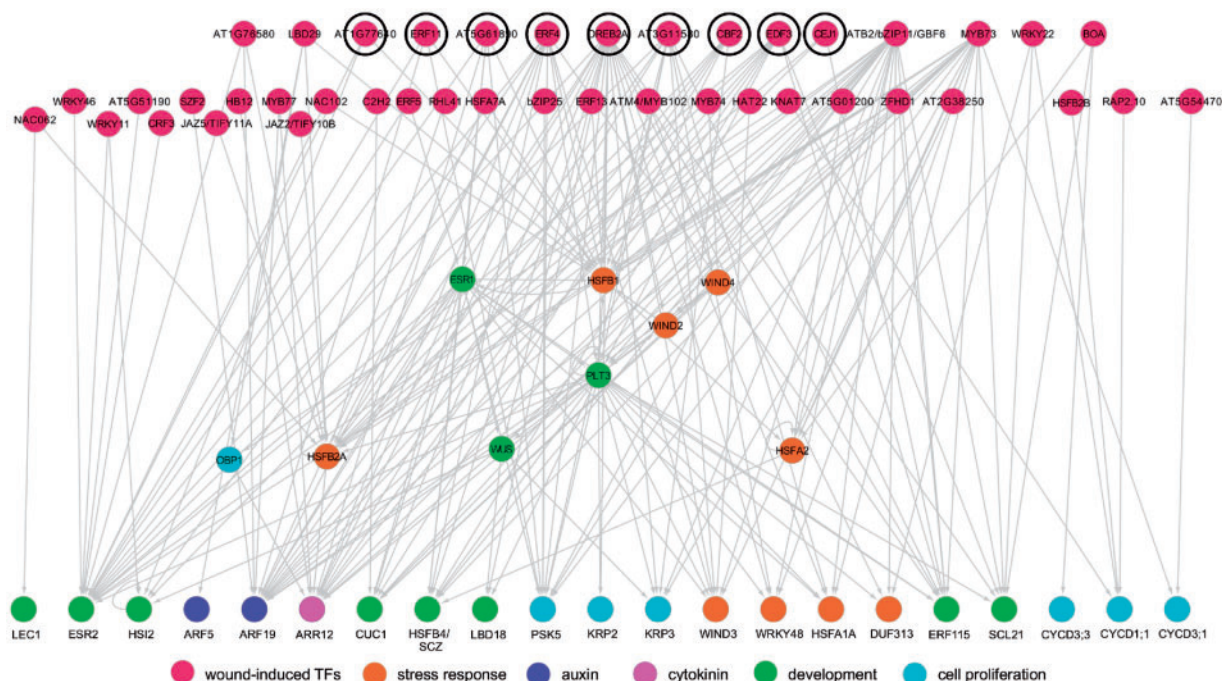 AT1G76580 LBD29 AT1G77640 ERF11 AT5G61890 ERF4 DREB2A AT3G11580 CBF2 EDF3 CEJ1 ATB2/bZIP11/GBF6 MYB73 WRKY22 BOA
WRKY46 AT5G51190 SZF2 HB12 MYB77 NAC102 C2H2 ERF5 RHL41 HSFA7A bZIP25 ERF13 ATM4/MYB102 MYB74 HAT22 KNAT7 AT5G01200 ZFHD1 AT2G38250 HSFB2B RAP2;10 AT5G54470
NAC062 WRKY11 CRF3 JAZ5/TIFY11A JAZ2/TIFY10B
ESR1 HSFB1 WIND4
WIND2
PLT3
OBP1 HSFB2A WUS HSFA2
LEC1 ESR2 HSI2 ARF5 ARF19 ARR12 CUC1 HSFB4/ LBD18 PSK5 KRP2 KRP3 WIND3 WRKY48 HSFA1A DUF313 ERF115 SCL21 CYCD3;3 CYCD1;1 CYCD3;1
SCZ
wound-induced TFs stress response auxin cytokinin development cell proliferation